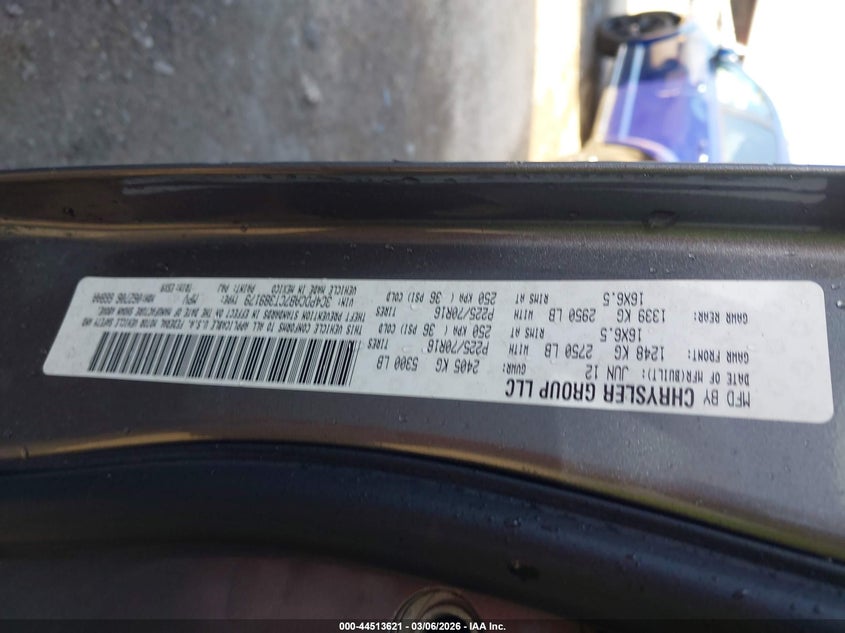 MFD BY CHRYSLER GROUP LLC
DATE OF MFR(BUILT): JUN 12 GVWR: 2405 KG 5300 LB
GAWR FRONT: 1248 KG 2750 LB WITH P225/70R16 TIRES
16X6.5 RIMS AT 250 KPA ( 36 PSI) COLD
GAWR REAR: 1339 KG 2950 LB WITH P225/70R16 TIRES
16X6.5 RIMS AT 250 KPA ( 36 PSI) COLD
THIS VEHICLE CONFORMS TO ALL APPLICABLE U.S.A. FEDERAL MOTOR VEHICLE SAFETY AND
THEFT PREVENTION STANDARDS IN EFFECT ON THE DATE OF MANUFACTURE SHOWN ABOVE
VIN: 3C4PDCAB7CT389179 TYPE: MPV
VEHICLE MADE IN MEXICO PAINT: TRIM:
000-44513621 - 03/06/2026 - IAA Inc.